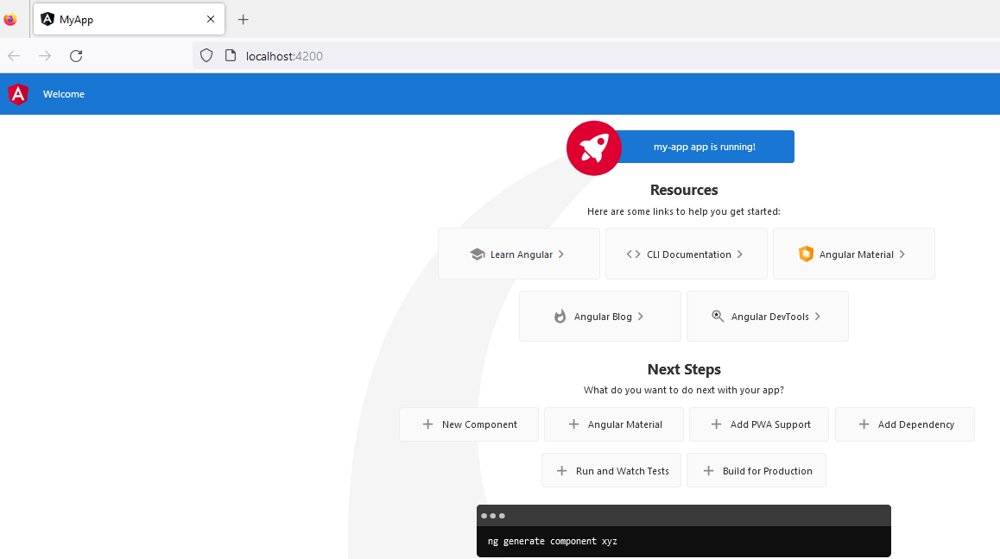 MyApp
localhost:4200
Welcome
my-app app is running!
Resources
Here are some links to help you get started:
Learn Angular
CLI Documentation
Angular Material
Angular Blog
Angular DevTools
Next Steps
What do you want to do next with your app?
New Component
Angular Material
Add PWA Support
Add Dependency
Run and Watch Tests
Build for Production
ng generate component xyz